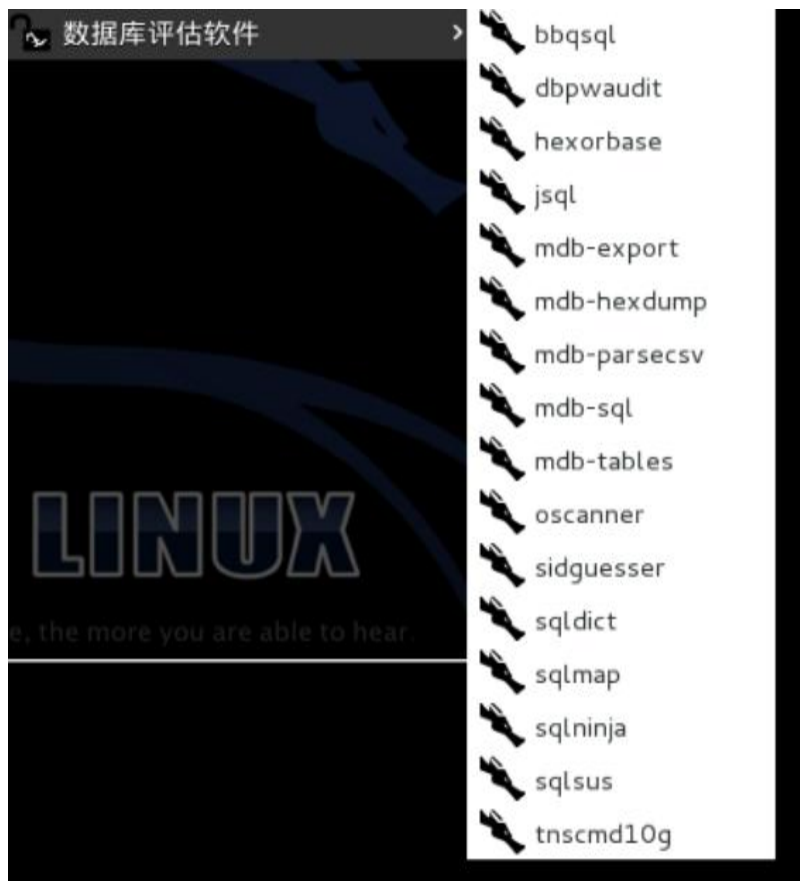 数据库评估软件
bbqsql
dbpwaudit
hexorbase
jsql
mdb-export
mdb-hexdump
mdb-parsecsv
mdb-sql
mdb-tables
oscanner
sidguesser
sqldict
sqlmap
sqlninja
sqlsus
tnscmd10g
LINUX
e, the more you are able to hear.